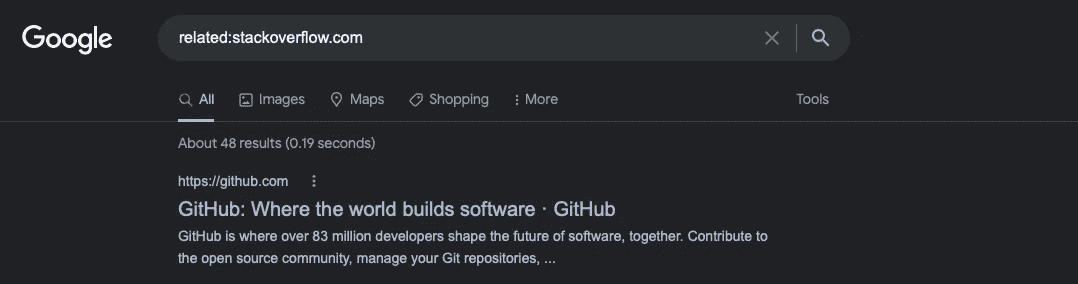 Google
related:stackoverflow.com
All Images Maps Shopping More Tools
About 48 results (0.19 seconds)
https://github.com
GitHub: Where the world builds software · GitHub
GitHub is where over 83 million developers shape the future of software, together. Contribute to
the open source community, manage your Git repositories, ...